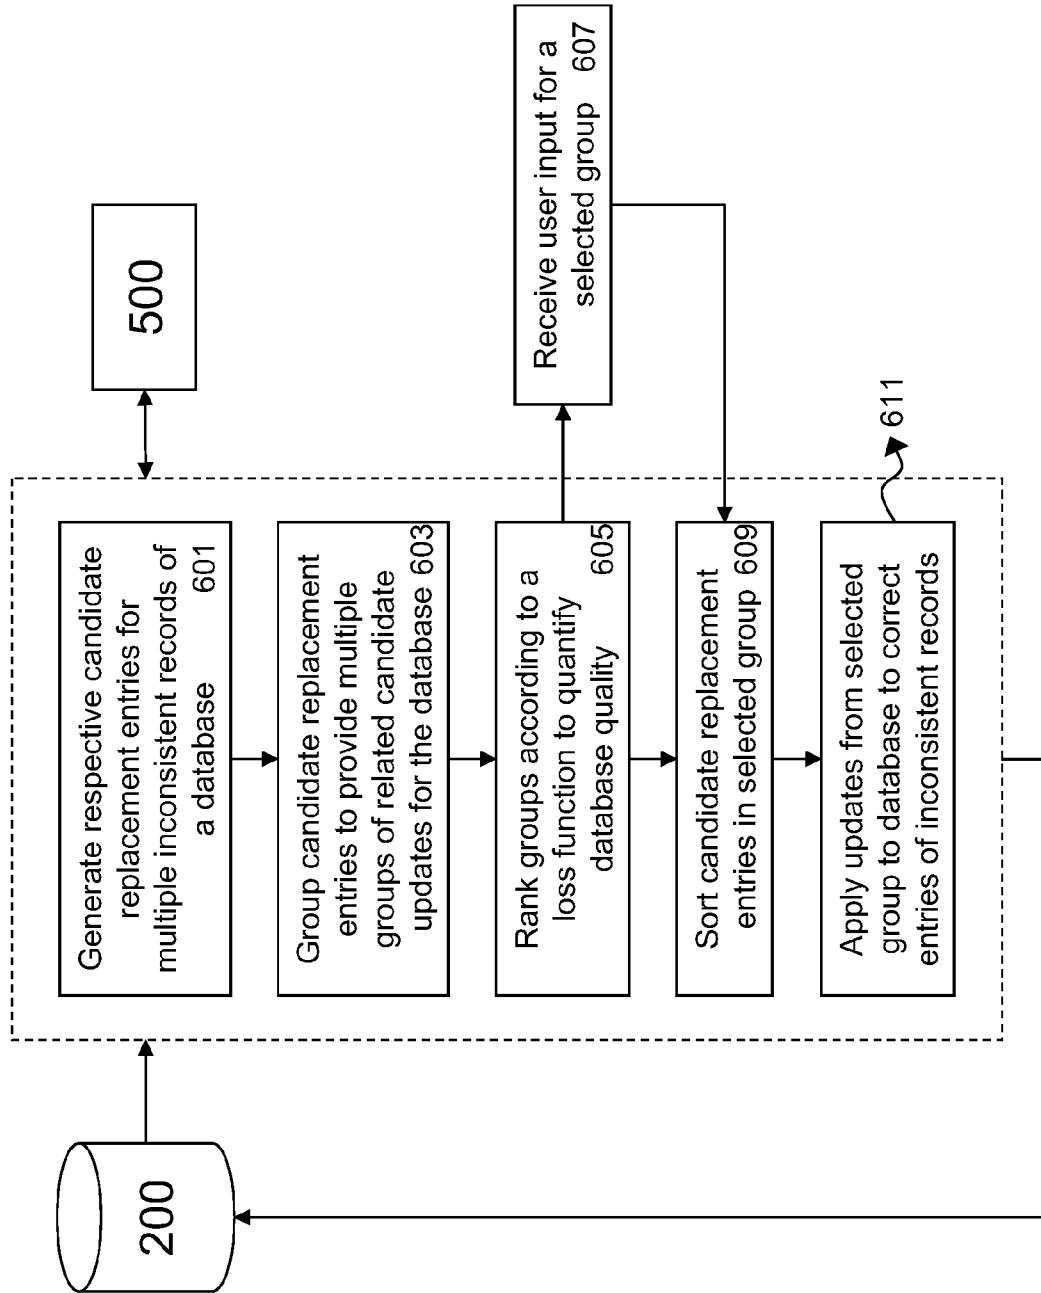 200
500
Generate respective candidate
replacement entries for
multiple inconsistent records of
a database 601
Group candidate replacement
entries to provide multiple
groups of related candidate
updates for the database 603
Rank groups according to a
loss function to quantify
database quality 605
Receive user input for a
selected group 607
Sort candidate replacement
entries in selected group 609
Apply updates from selected
group to database to correct
entries of inconsistent records
611